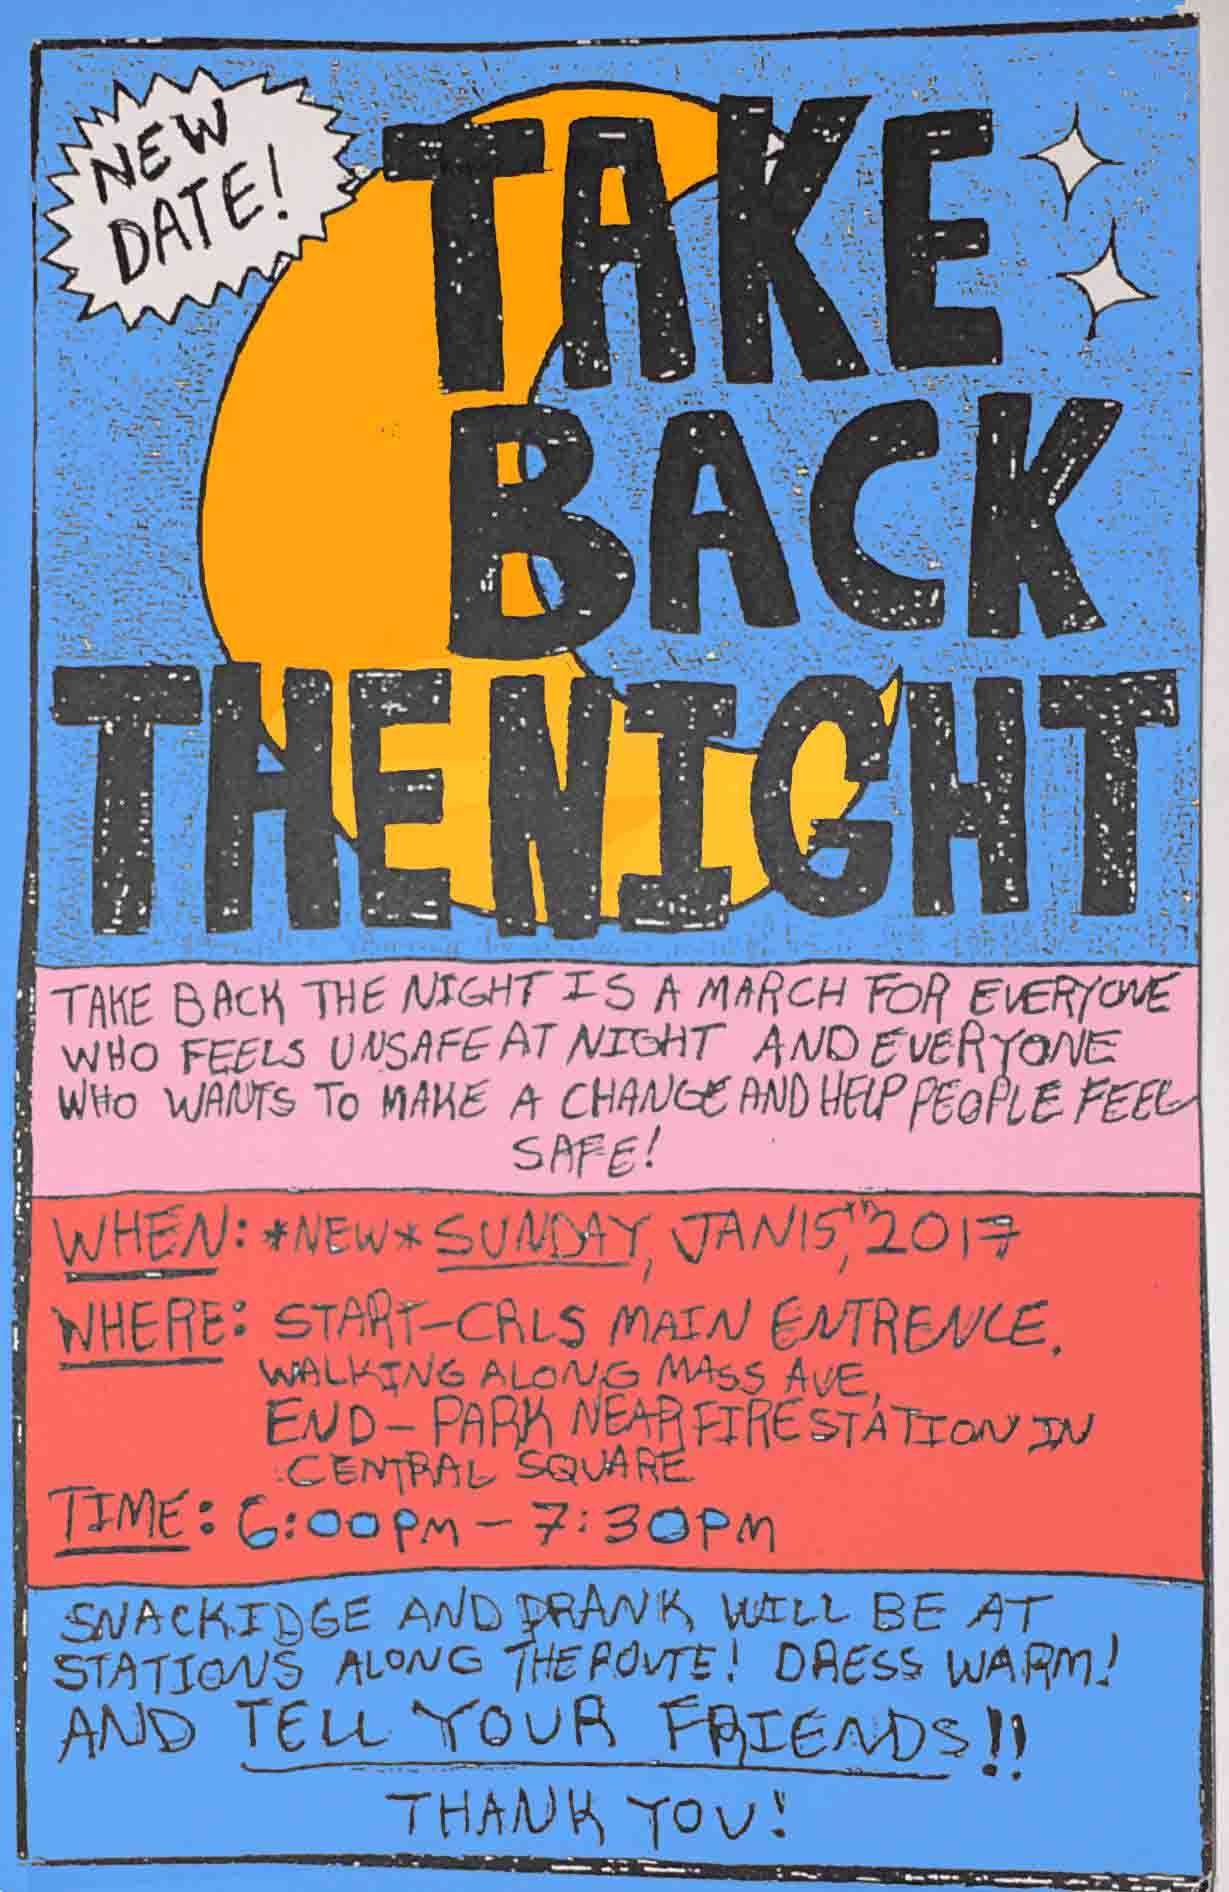 NEW
DATE!
TAKE
BACK
THE NIGHT
TAKE BACK THE NIGHT IS A MARCH FOR EVERYONE
WHO FEELS UNSAFE AT NIGHT AND EVERYONE
WHO WANTS TO MAKE A CHANGE AND HELP PEOPLE FEEL
SAFE!
WHEN: *NEW* SUNDAY, JAN 15th, 2017
WHERE: START-CRLS MAIN ENTRENCE.
WALKING ALONG MASS AVE,
END - PARK NEAR FIRE STATION IN
CENTRAL SQUARE
TIME: 6:00PM - 7:30PM
SNACKIDGE AND DRANK WILL BE AT
STATIONS ALONG THE ROUTE! DRESS WARM!
AND TELL YOUR FRIENDS!!
THANK YOU!